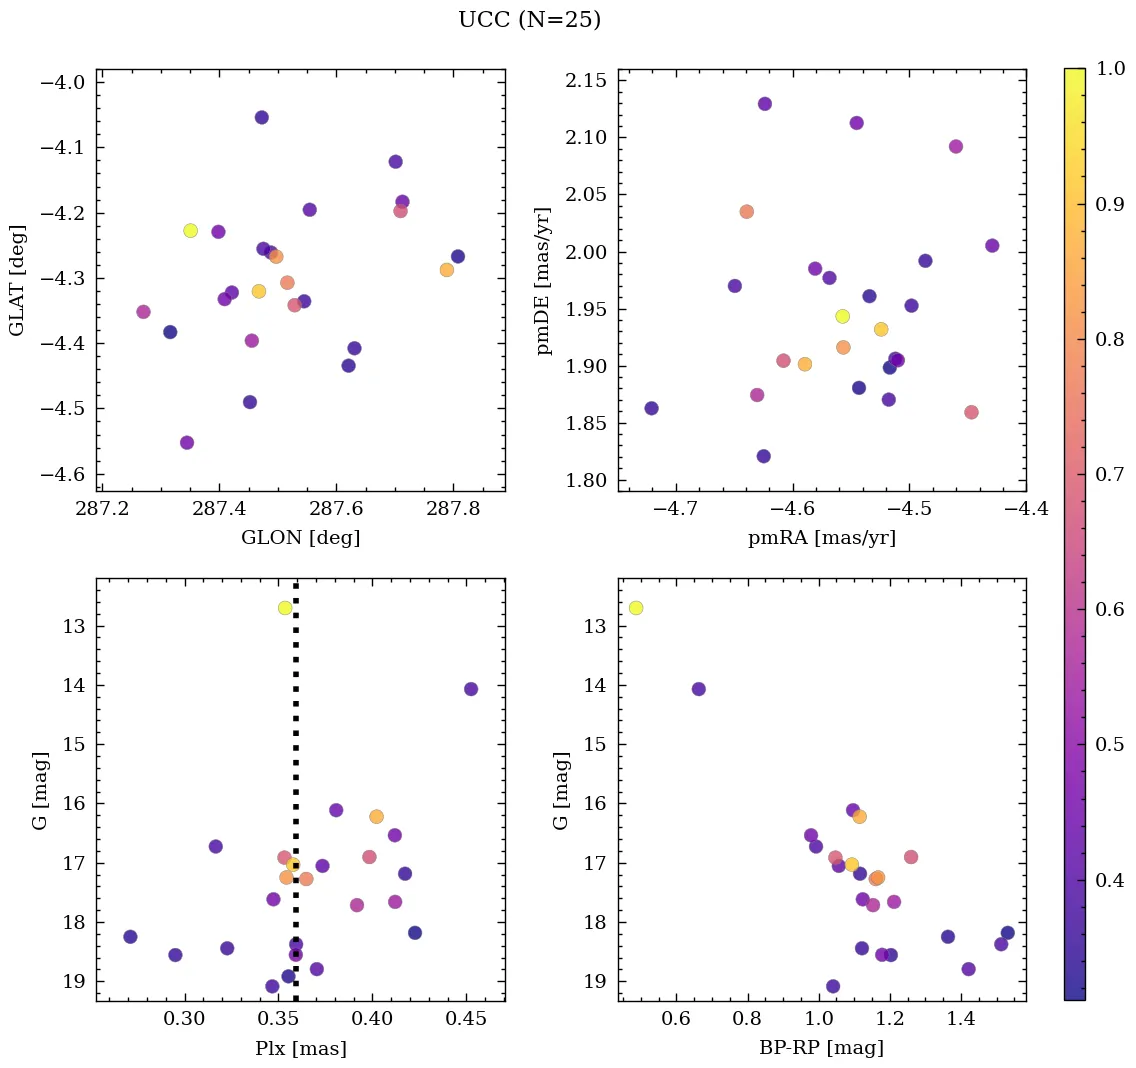 UCC (N=25)
−4.0
−4.1
−4.2
−4.3
−4.4
−4.5
−4.6
GLAT [deg]
287.2 287.4 287.6 287.8
GLON [deg]
2.15
2.10
2.05
2.00
1.95
1.90
1.85
1.80
pmDE [mas/yr]
−4.7 −4.6 −4.5 −4.4
pmRA [mas/yr]
13
14
15
16
17
18
19
G [mag]
0.30 0.35 0.40 0.45
Plx [mas]
13
14
15
16
17
18
19
G [mag]
0.6 0.8 1.0 1.2 1.4
BP-RP [mag]
1.0
0.9
0.8
0.7
0.6
0.5
0.4